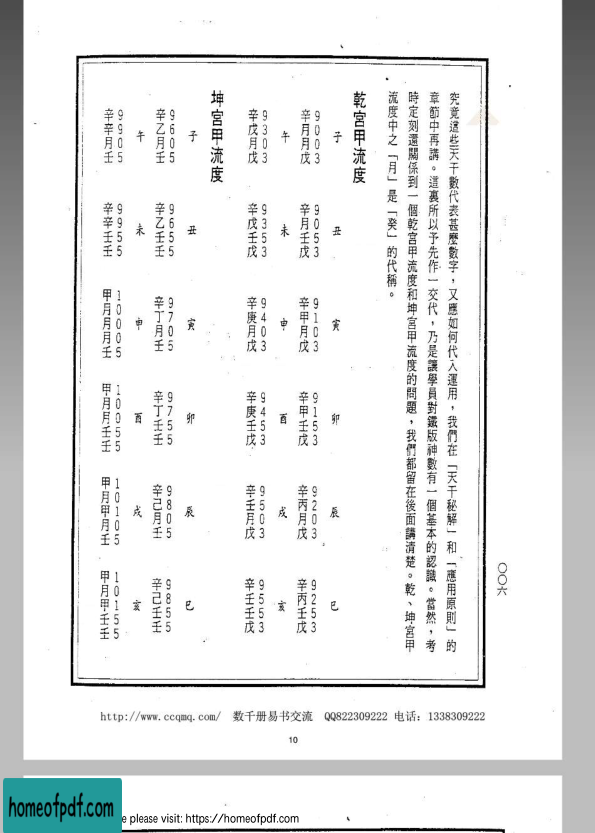 〇〇六
究竟這些天干數代表甚麼數字，又應如何代入運用，我們在「天干秘解」和「應用原則」的
章節中再講。這裏所以予先作一交代，乃是讓學員對鐵版神數有一個基本的認識。當然，考
時定刻還關係到一個乾宮甲流度和坤宮甲流度的問題，我們都留在後面講清楚。乾、坤宮甲
流度中之「月」是「癸」的代稱。
乾宮甲流度
子 丑 寅 卯 辰 巳
9003 9053 9103 9153 9203 9253
辛月月戊 辛月壬戊 辛甲月戊 辛甲壬戊 辛丙月戊 辛丙壬戊
午 未 申 酉 戌 亥
9303 9353 9403 9453 9503 9553
辛戊月戊 辛戊壬戊 辛庚月戊 辛庚壬戊 辛壬月戊 辛壬壬戊
坤宮甲流度
子 丑 寅 卯 辰 巳
9605 9655 9705 9755 9805 9855
辛乙月壬 辛乙壬壬 辛丁月壬 辛丁壬壬 辛己月壬 辛己壬壬
午 未 申 酉 戌 亥
9905 9955 10005 10055 10105 10155
辛辛月壬 辛辛壬壬 甲月月月壬 甲月月壬壬 甲月甲月壬 甲月甲壬壬
http://www.ccqmq.com/ 数千册易书交流 QQ822309222 电话：1338309222
10
homeofpdf.com
e please visit: https://homeofpdf.com